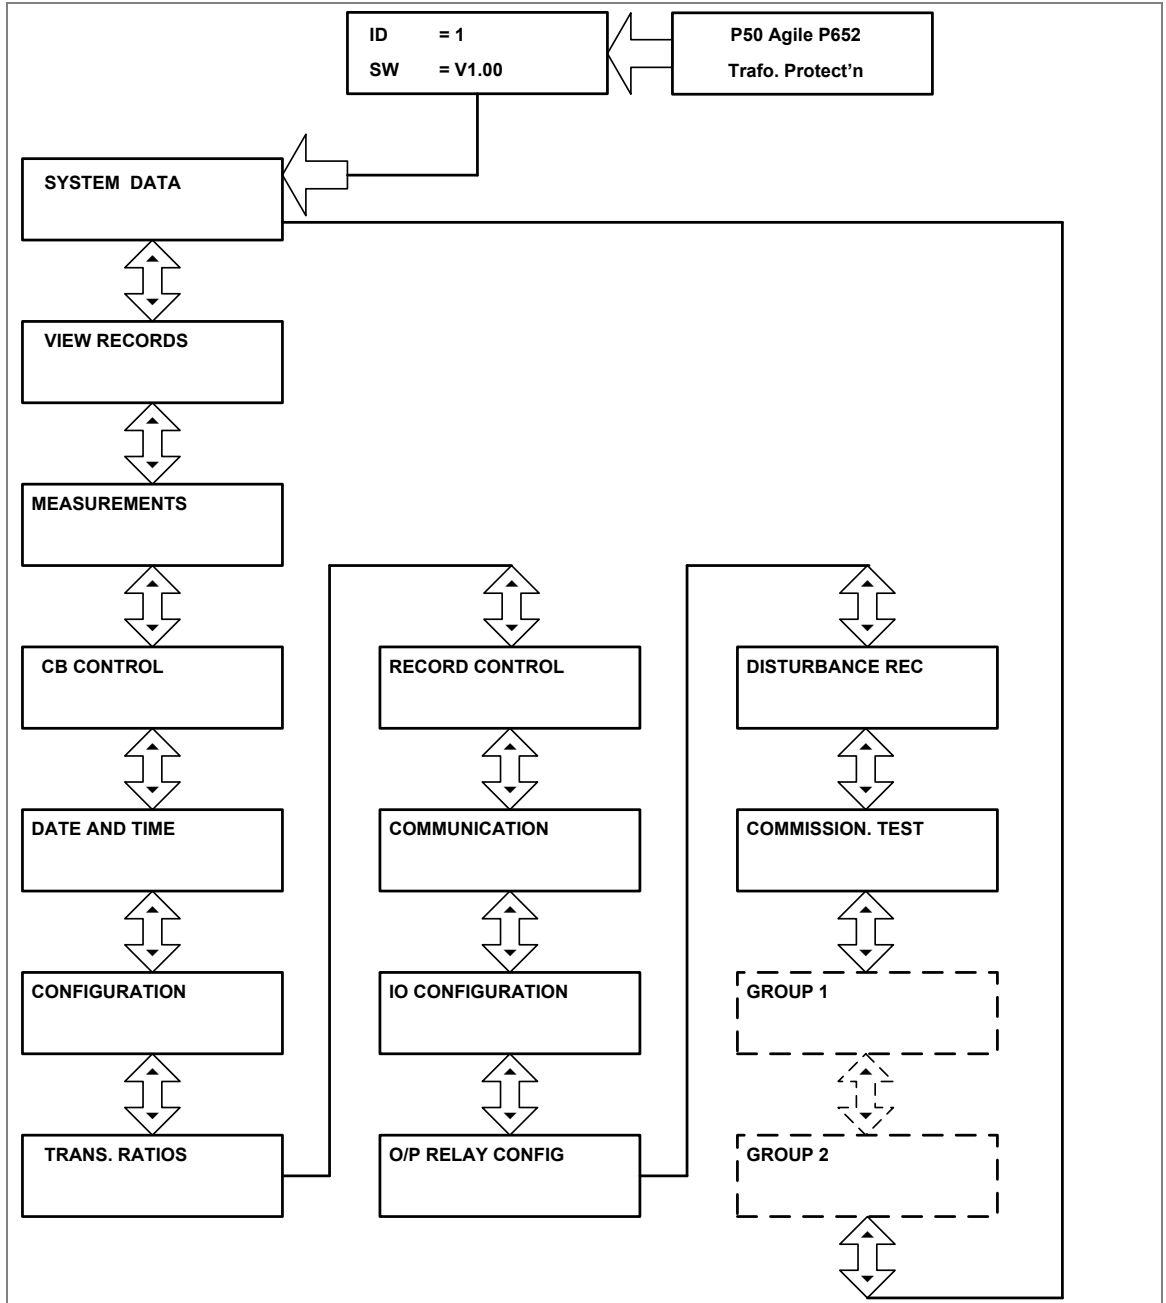 ID = 1
SW = V1.00
P50 Agile P652
Trafo. Protect'n
SYSTEM DATA
VIEW RECORDS
MEASUREMENTS
CB CONTROL
DATE AND TIME
CONFIGURATION
TRANS. RATIOS
RECORD CONTROL
COMMUNICATION
IO CONFIGURATION
O/P RELAY CONFIG
DISTURBANCE REC
COMMISSION. TEST
GROUP 1
GROUP 2